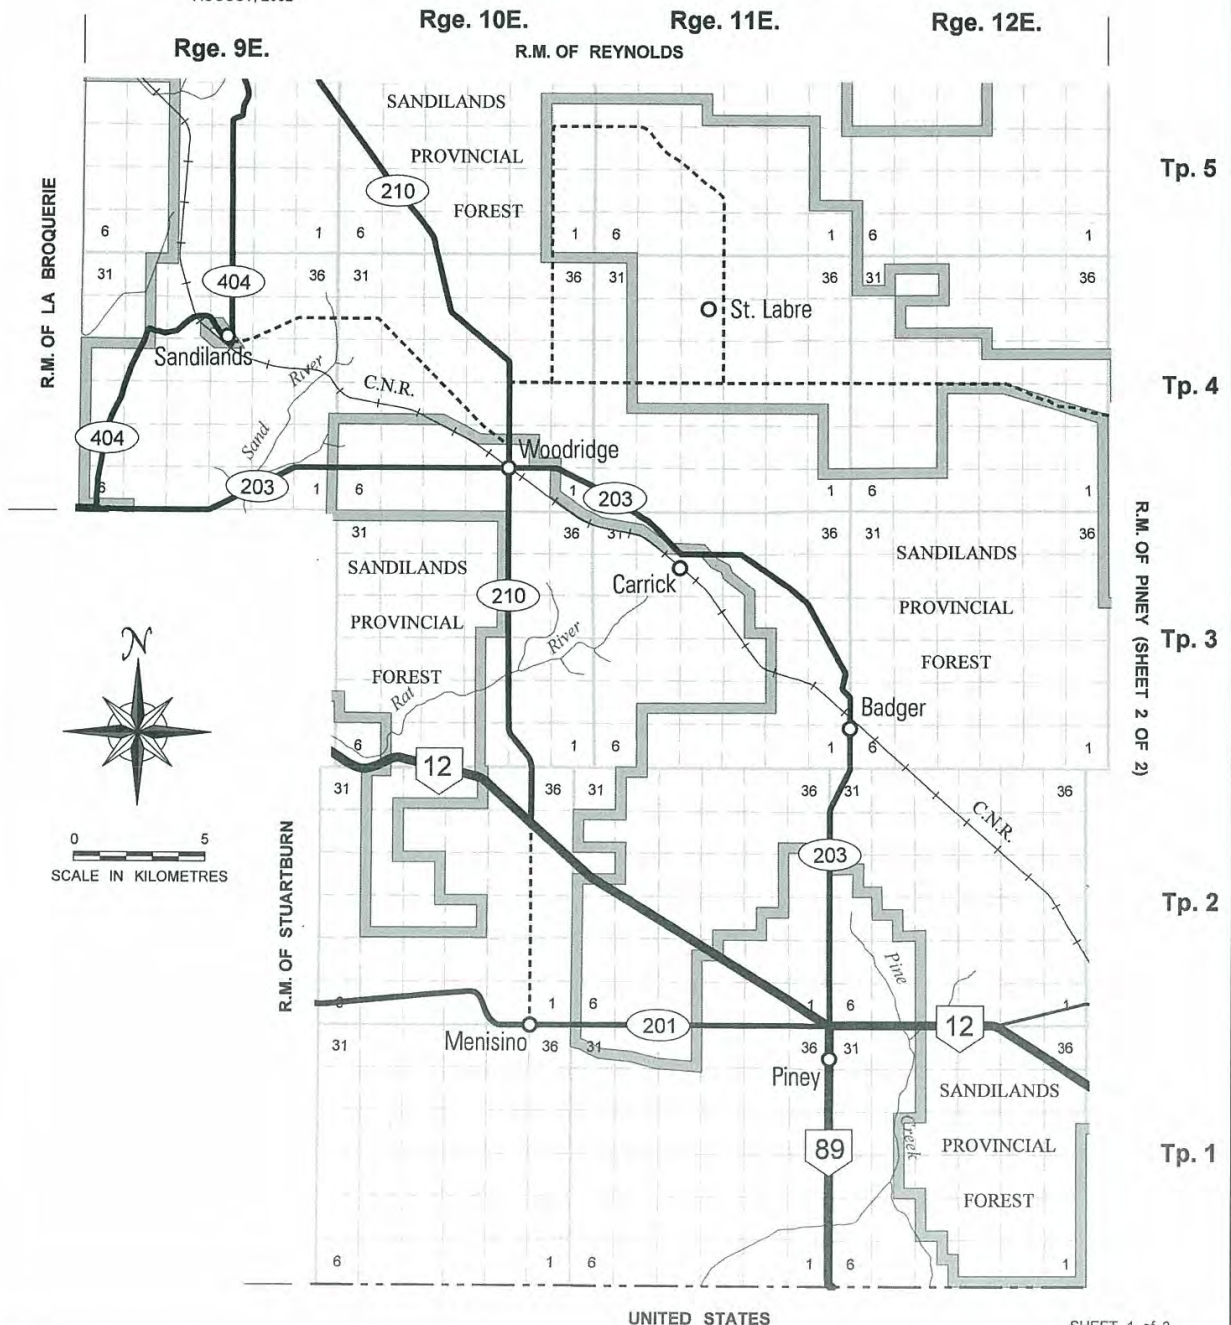 Rge. 9E.
Rge. 10E.
Rge. 11E.
Rge. 12E.
R.M. OF REYNOLDS
SANDILANDS
PROVINCIAL
FOREST
210
Tp. 5
R.M. OF LA BROQUERIE
6
1
6
1
6
1
6
1
31
36
31
36
31
36
31
36
404
St. Labre
Sandilands
River
Sand
C.N.R.
Tp. 4
404
Woodridge
6
203
1
6
1
203
1
6
1
31
36
31
36
31
36
SANDILANDS
PROVINCIAL
FOREST
210
Carrick
SANDILANDS
PROVINCIAL
FOREST
R.M. OF PINEY (SHEET 2 OF 2)
Tp. 3
N
River
Rat
Badger
6
12
1
6
1
6
1
31
36
31
36
31
36
C.N.R.
0 5
SCALE IN KILOMETRES
203
R.M. OF STUARTBURN
Tp. 2
Pine
6
1
6
1
6
1
Menisino
201
12
31
36
31
36
31
36
Piney
SANDILANDS
PROVINCIAL
FOREST
89
Creek
Tp. 1
6
1
6
1
6
1
UNITED STATES